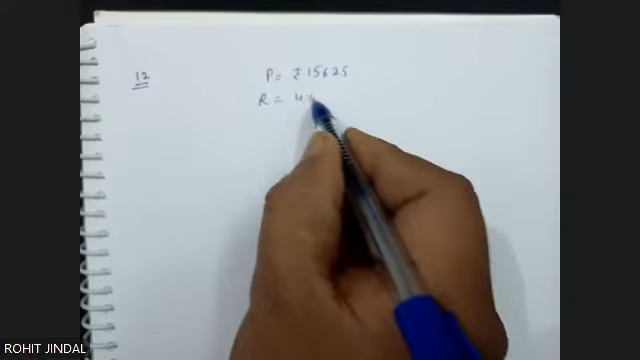 12
P = ₹15625
R = 4%
ROHIT JINDAL